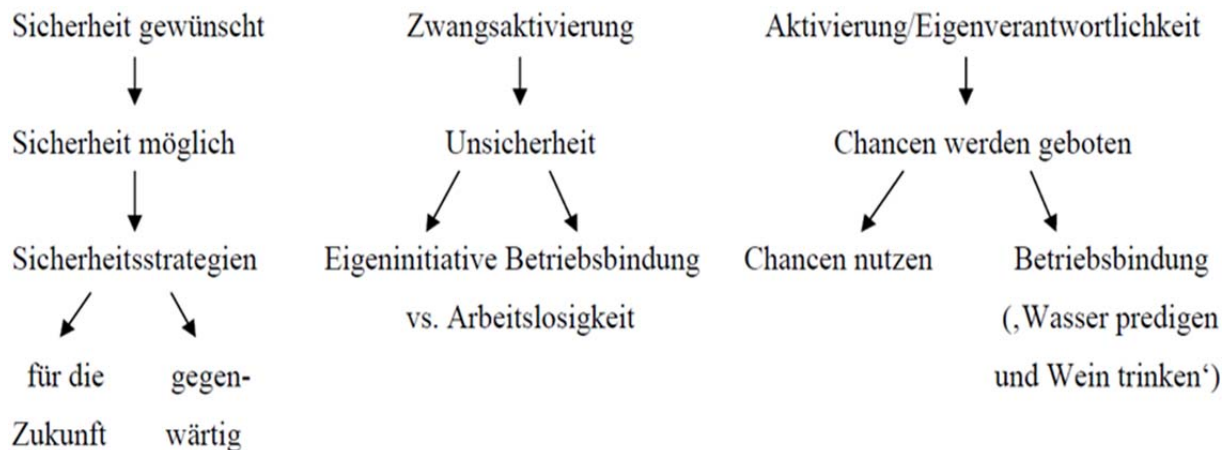 Sicherheit gewünscht Zwangsaktivierung Aktivierung/Eigenverantwortlichkeit
Sicherheit möglich Unsicherheit Chancen werden geboten
Sicherheitsstrategien Eigeninitiative Betriebsbindung Chancen nutzen Betriebsbindung
vs. Arbeitslosigkeit (‚Wasser predigen
für die gegen- und Wein trinken‘)
Zukunft wärtig